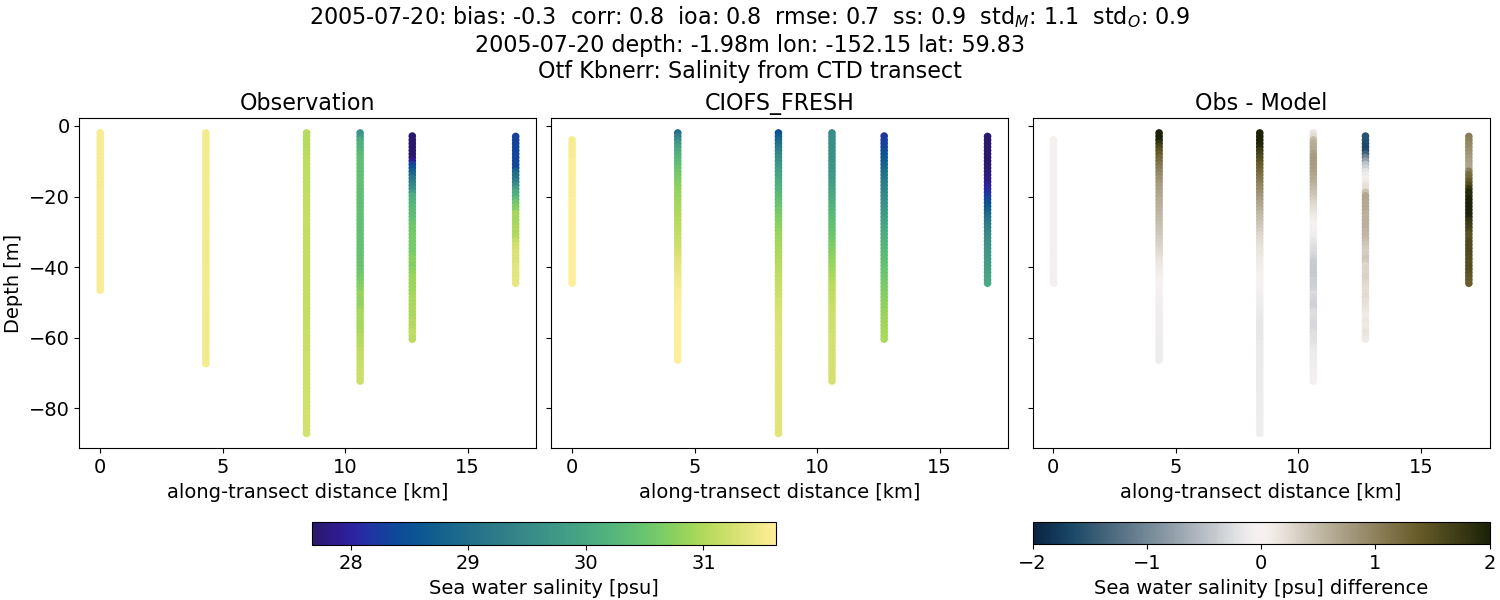 2005-07-20: bias: -0.3  corr: 0.8  ioa: 0.8  rmse: 0.7  ss: 0.9  std_M: 1.1  std_O: 0.9
2005-07-20 depth: -1.98m lon: -152.15 lat: 59.83
Otf Kbnerr: Salinity from CTD transect
Observation
CIOFS_FRESH
Obs - Model
Depth [m]
0
−20
−40
−60
−80
0 5 10 15
0 5 10 15
0 5 10 15
along-transect distance [km]
along-transect distance [km]
along-transect distance [km]
28 29 30 31
Sea water salinity [psu]
−2 −1 0 1 2
Sea water salinity [psu] difference